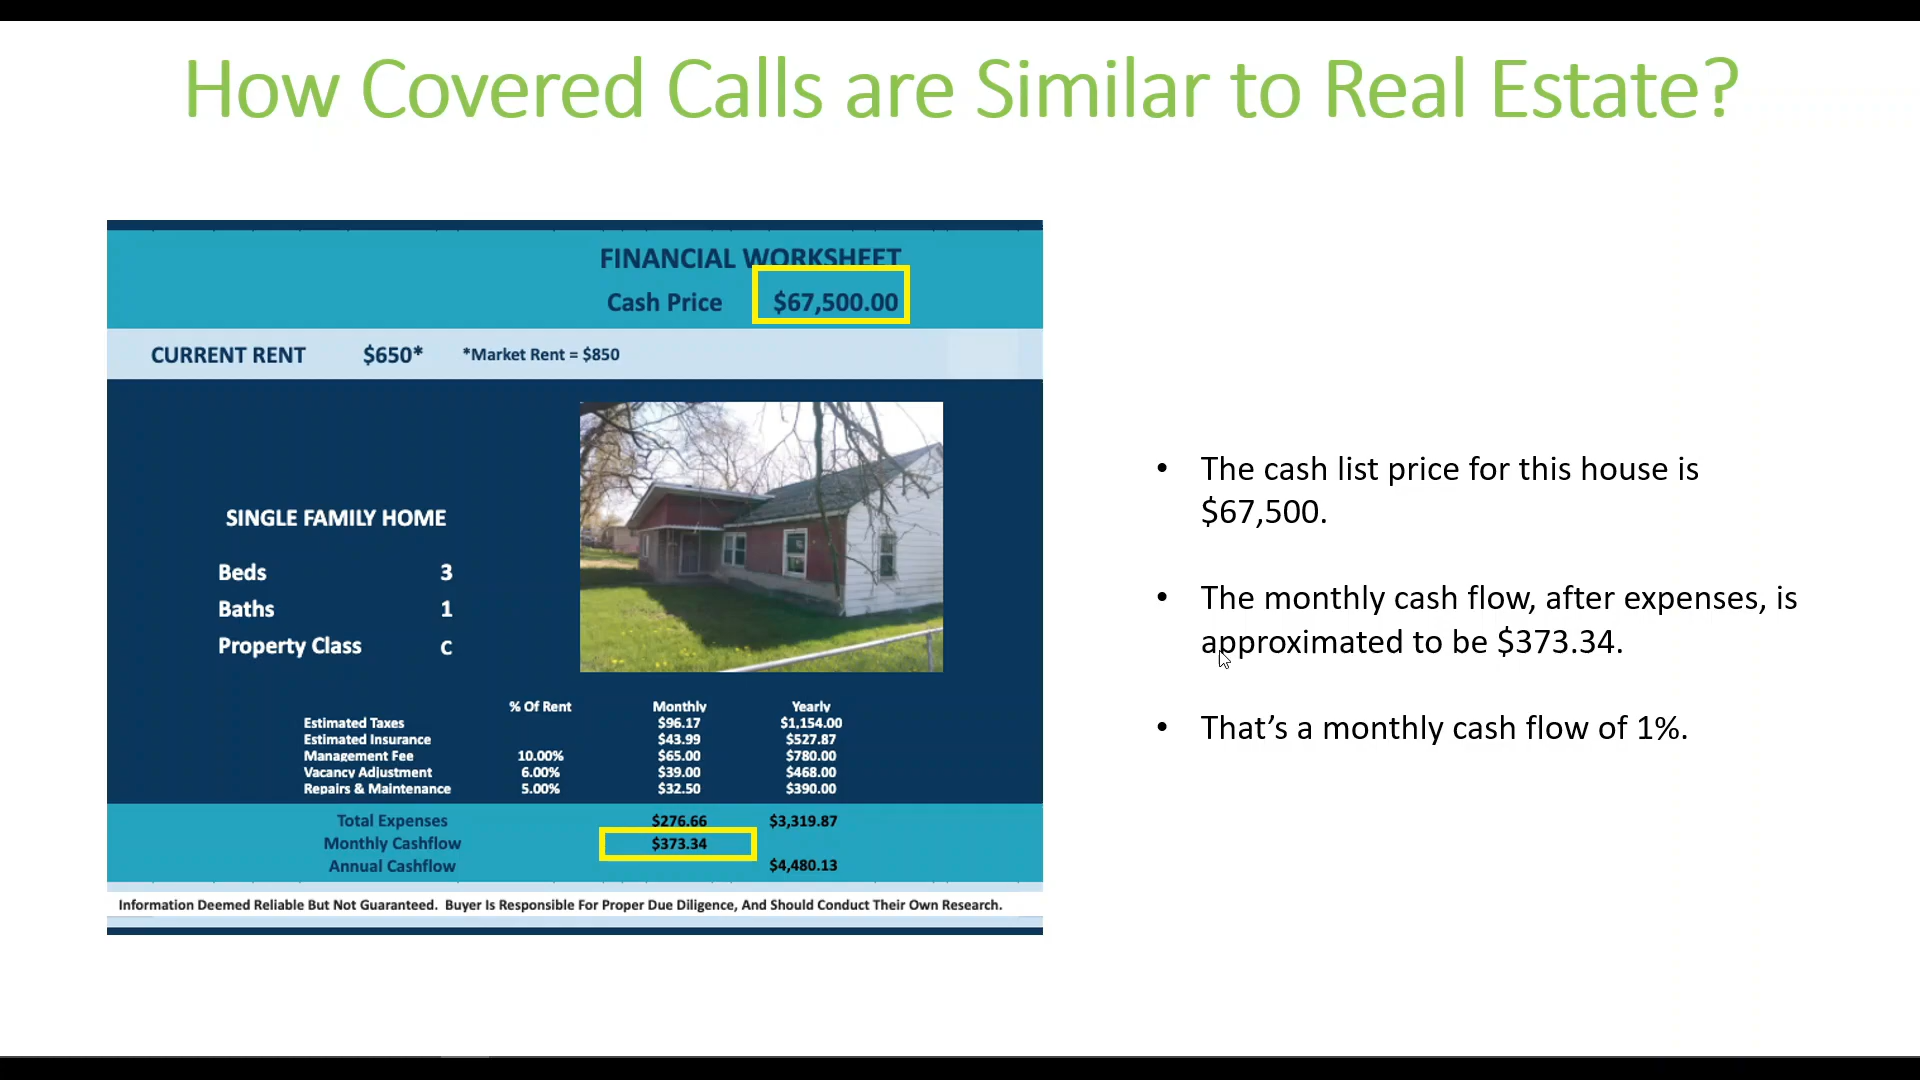 How Covered Calls are Similar to Real Estate?
FINANCIAL WORKSHEET
Cash Price $67,500.00
CURRENT RENT $650* *Market Rent = $850
SINGLE FAMILY HOME
Beds 3
Baths 1
Property Class C
% Of Rent Monthly Yearly
Estimated Taxes $96.17 $1,154.00
Estimated Insurance $43.99 $527.87
Management Fee 10.00% $65.00 $780.00
Vacancy Adjustment 6.00% $39.00 $468.00
Repairs & Maintenance 5.00% $32.50 $390.00
Total Expenses $276.66 $3,319.87
Monthly Cashflow $373.34
Annual Cashflow $4,480.13
Information Deemed Reliable But Not Guaranteed. Buyer Is Responsible For Proper Due Diligence, And Should Conduct Their Own Research.
• The cash list price for this house is
$67,500.
• The monthly cash flow, after expenses, is
approximated to be $373.34.
• That’s a monthly cash flow of 1%.